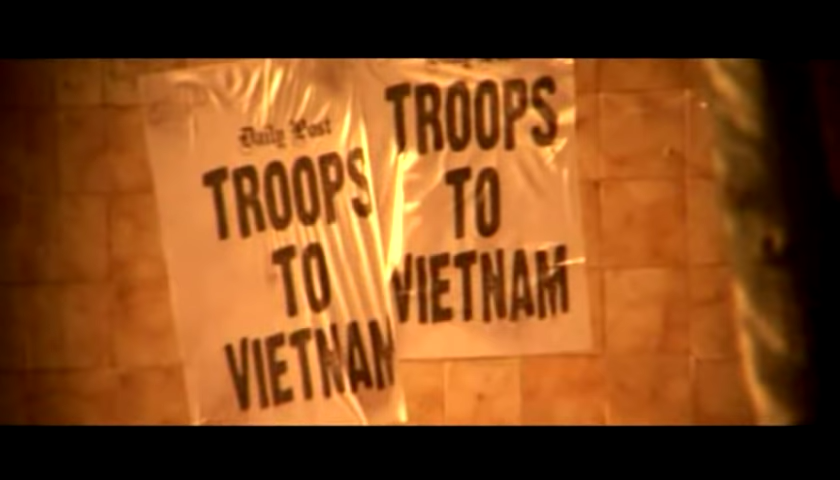 Daily Post
TROOPS
TO
VIETNAM
TROOPS
TO
VIETNAM